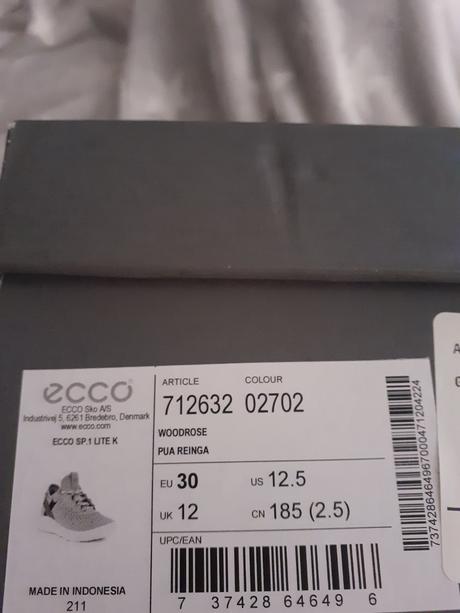 ecco
ECCO Sko A/S
Industrivej 5, 6261 Bredebro, Denmark
www.ecco.com
ECCO SP.1 LITE K
MADE IN INDONESIA
211
ARTICLE COLOUR
712632 02702
WOODROSE
PUA REINGA
EU 30 US 12.5
UK 12 CN 185 (2.5)
UPC/EAN
7 37428 64649 6
737428646496700047​1204224
A